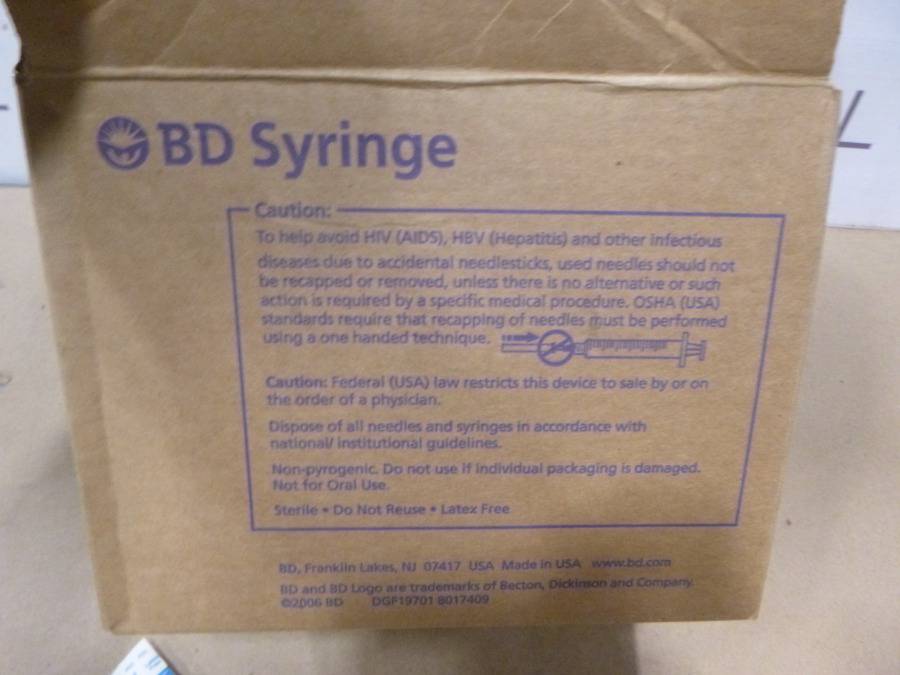 BD Syringe
Caution:
To help avoid HIV (AIDS), HBV (Hepatitis) and other infectious
diseases due to accidental needlesticks, used needles should not
be recapped or removed, unless there is no alternative or such
action is required by a specific medical procedure. OSHA (USA)
standards require that recapping of needles must be performed
using a one handed technique.
Caution: Federal (USA) law restricts this device to sale by or on
the order of a physician.
Dispose of all needles and syringes in accordance with
national/ institutional guidelines.
Non-pyrogenic. Do not use if individual packaging is damaged.
Not for Oral Use.
Sterile • Do Not Reuse • Latex Free
BD, Franklin Lakes, NJ 07417 USA Made in USA www.bd.com
BD and BD Logo are trademarks of Becton, Dickinson and Company.
©2006 BD DGF19701 8017409